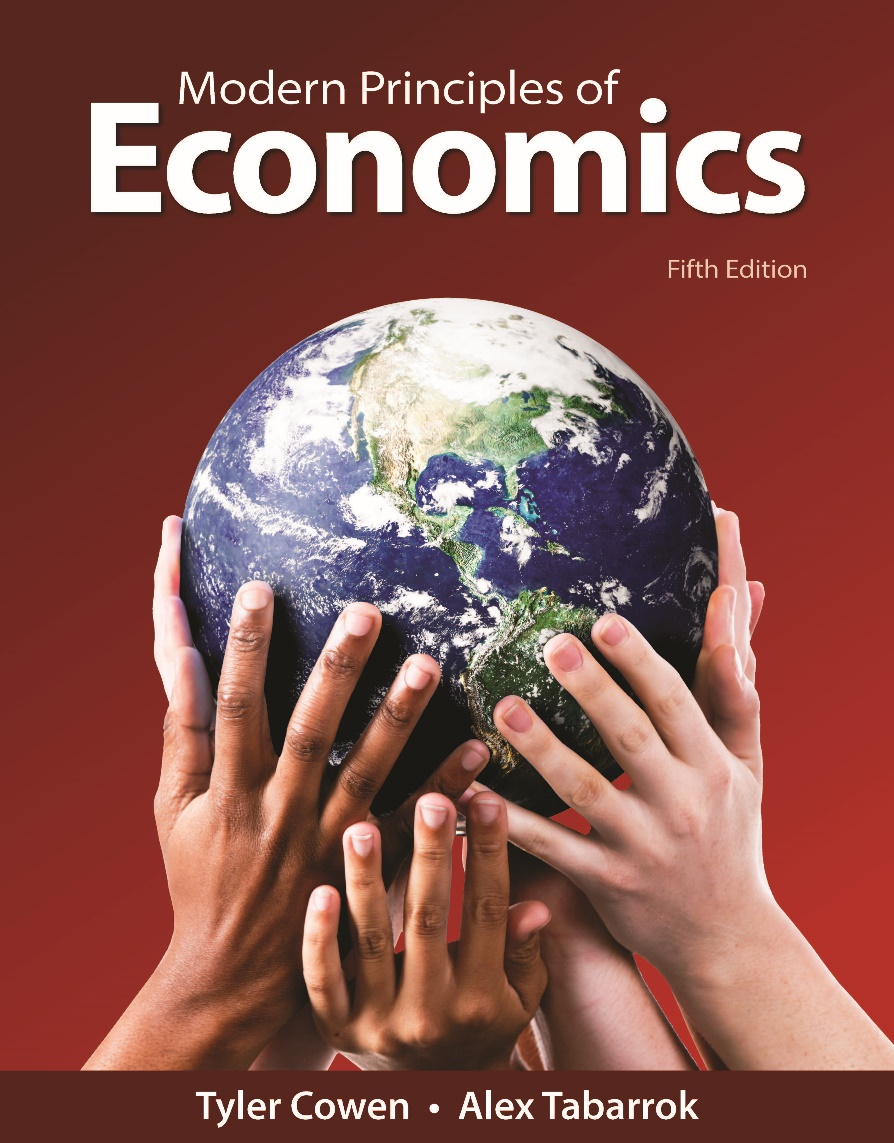 Modern Principles of
Economics
Fifth Edition
Tyler Cowen • Alex Tabarrok